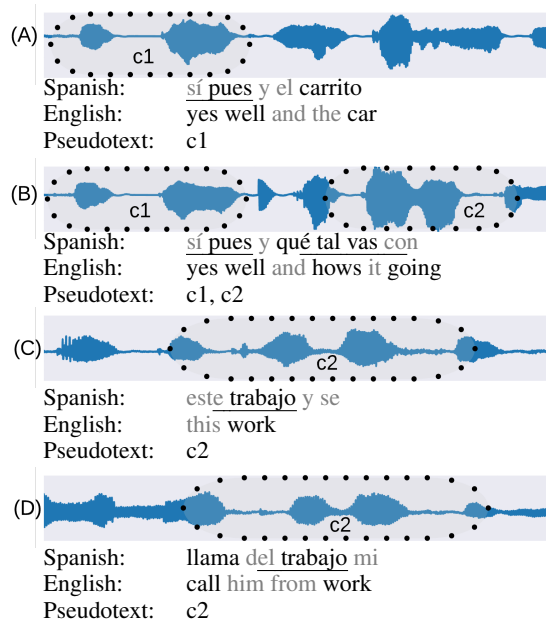 (A)
c1
Spanish: sí pues y el carrito
English: yes well and the car
Pseudotext: c1
(B)
c1 c2
Spanish: sí pues y qué tal vas con
English: yes well and hows it going
Pseudotext: c1, c2
(C)
c2
Spanish: este trabajo y se
English: this work
Pseudotext: c2
(D)
c2
Spanish: llama del trabajo mi
English: call him from work
Pseudotext: c2